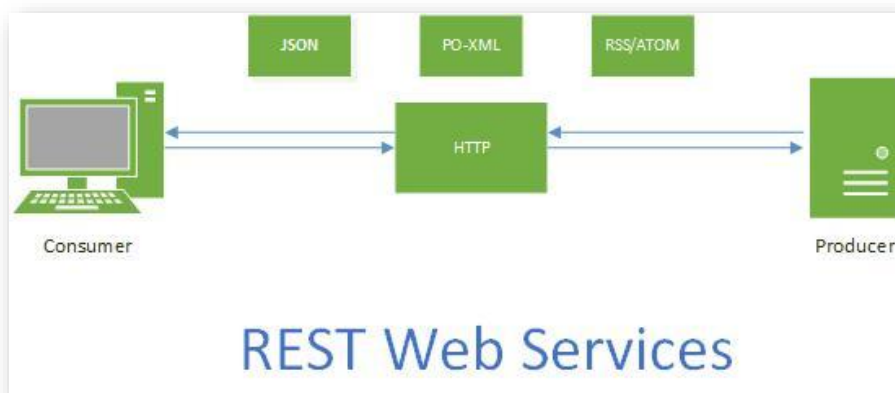 JSON
PO-XML
RSS/ATOM
HTTP
Consumer
Producer
REST Web Services